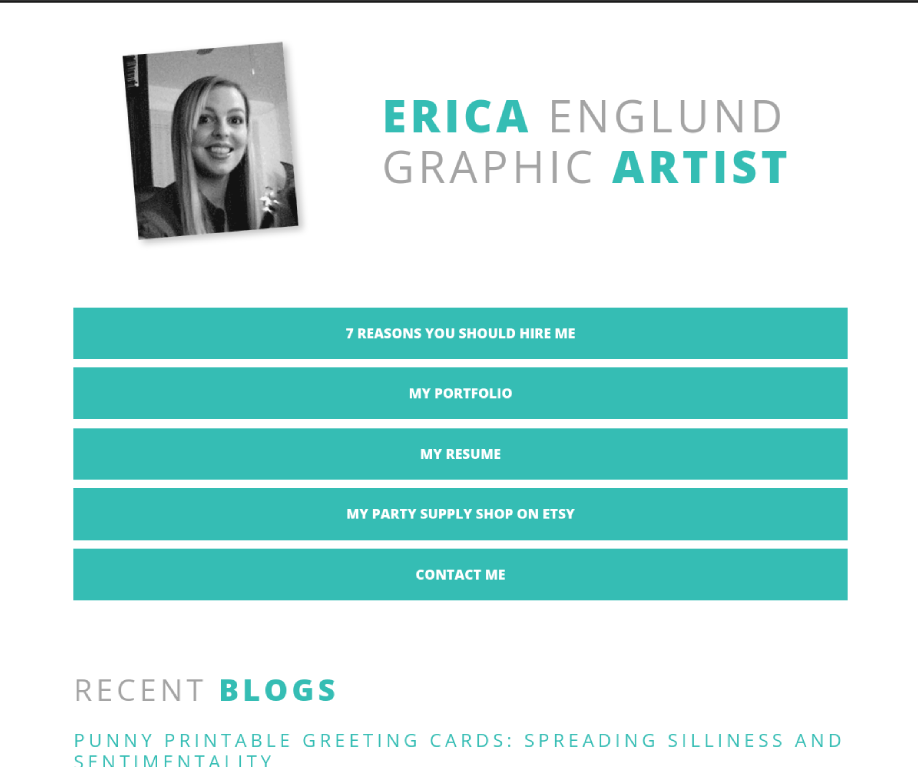 ERICA ENGLUND
GRAPHIC ARTIST
7 REASONS YOU SHOULD HIRE ME
MY PORTFOLIO
MY RESUME
MY PARTY SUPPLY SHOP ON ETSY
CONTACT ME
RECENT BLOGS
PUNNY PRINTABLE GREETING CARDS: SPREADING SILLINESS AND
SENTIMENTALITY